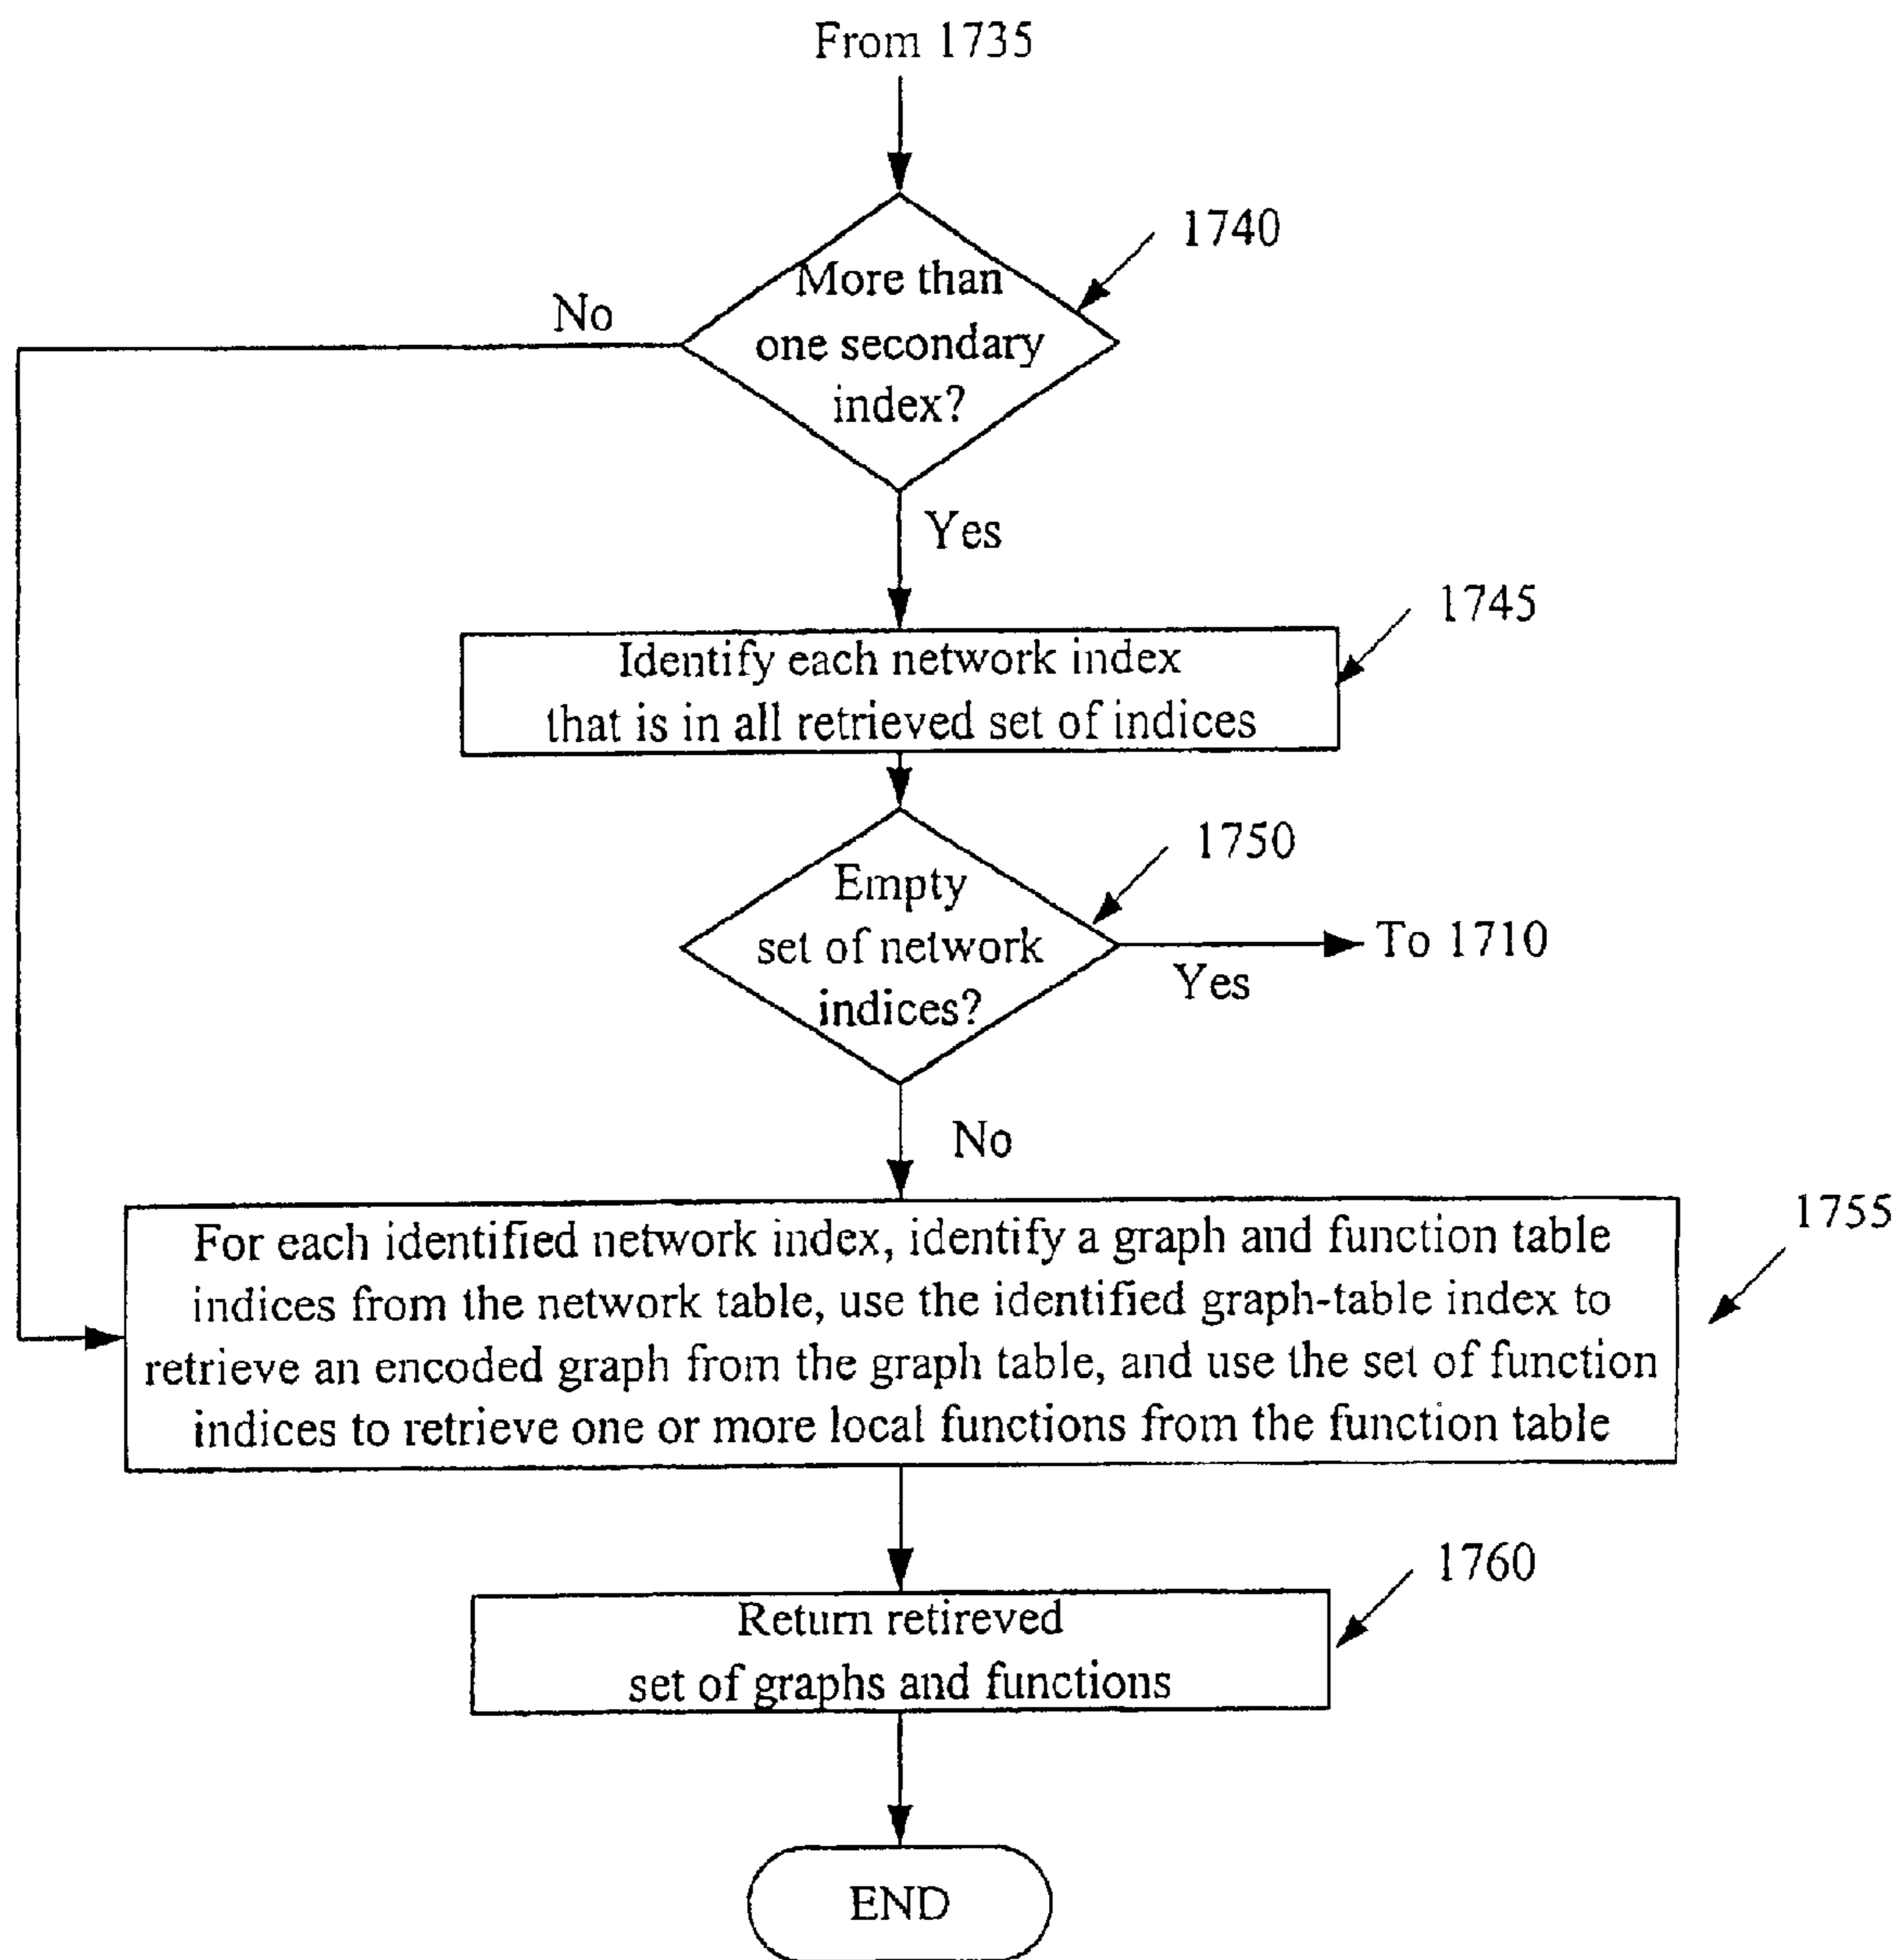 From 1735
1740
More than
one secondary
index?
No
Yes
1745
Identify each network index
that is in all retrieved set of indices
1750
Empty
set of network
indices?
To 1710
Yes
No
1755
For each identified network index, identify a graph and function table
indices from the network table, use the identified graph-table index to
retrieve an encoded graph from the graph table, and use the set of function
indices to retrieve one or more local functions from the function table
1760
Return retireved
set of graphs and functions
END